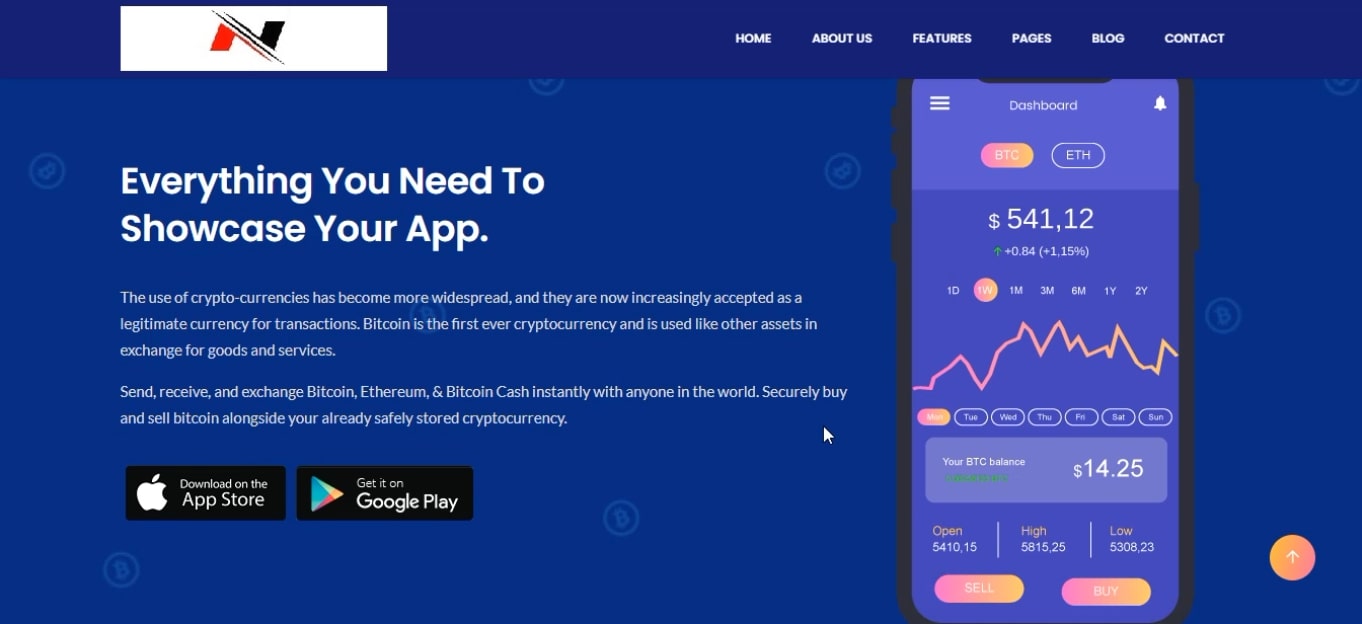 HOME ABOUT US FEATURES PAGES BLOG CONTACT
Everything You Need To
Showcase Your App.
The use of crypto-currencies has become more widespread, and they are now increasingly accepted as a
legitimate currency for transactions. Bitcoin is the first ever cryptocurrency and is used like other assets in
exchange for goods and services.
Send, receive, and exchange Bitcoin, Ethereum, & Bitcoin Cash instantly with anyone in the world. Securely buy
and sell bitcoin alongside your already safely stored cryptocurrency.
Download on the
App Store
Get it on
Google Play
Dashboard
BTC ETH
$ 541,12
+0.84 (+1,15%)
1D 1W 1M 3M 6M 1Y 2Y
Mon Tue Wed Thu Fri Sat Sun
Your BTC balance
$14.25
Open High Low
5410,15 5815,25 5308,23
SELL BUY